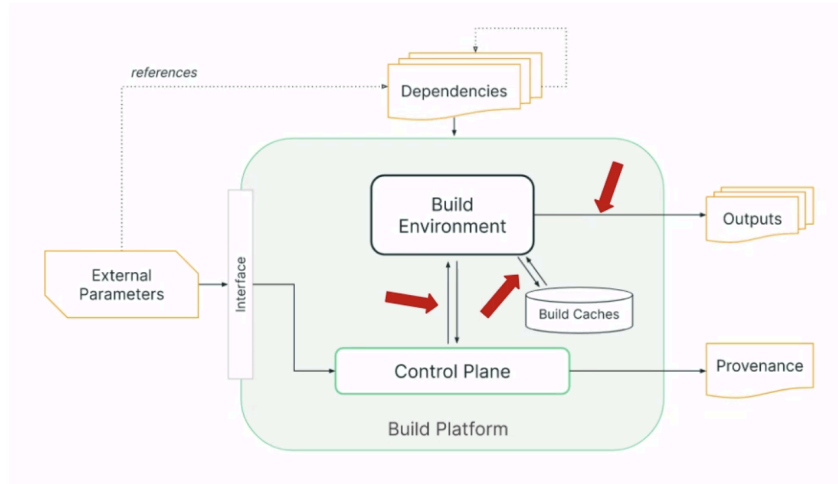 references
Dependencies
Build
Environment
Outputs
External
Parameters
Interface
Build Caches
Control Plane
Provenance
Build Platform